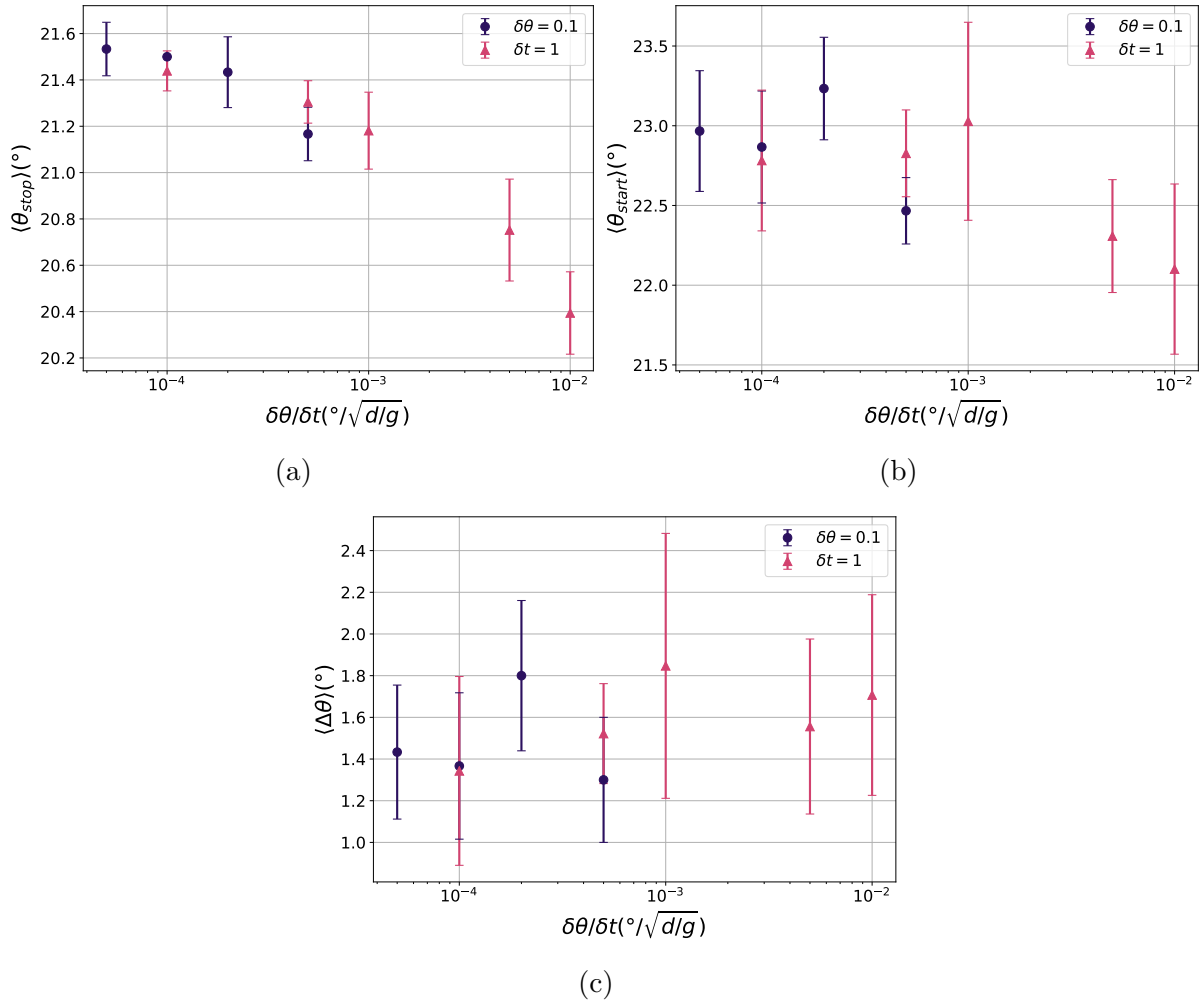 21.6
21.4
21.2
21.0
20.8
20.6
20.4
20.2
⟨θ_stop⟩(°)
δθ = 0.1
δt = 1
10⁻⁴
10⁻³
10⁻²
δθ/δt(°/√d/g)
(a)
23.5
23.0
22.5
22.0
21.5
⟨θ_start⟩(°)
δθ = 0.1
δt = 1
10⁻⁴
10⁻³
10⁻²
δθ/δt(°/√d/g)
(b)
2.4
2.2
2.0
1.8
1.6
1.4
1.2
1.0
⟨Δθ⟩(°)
δθ = 0.1
δt = 1
10⁻⁴
10⁻³
10⁻²
δθ/δt(°/√d/g)
(c)